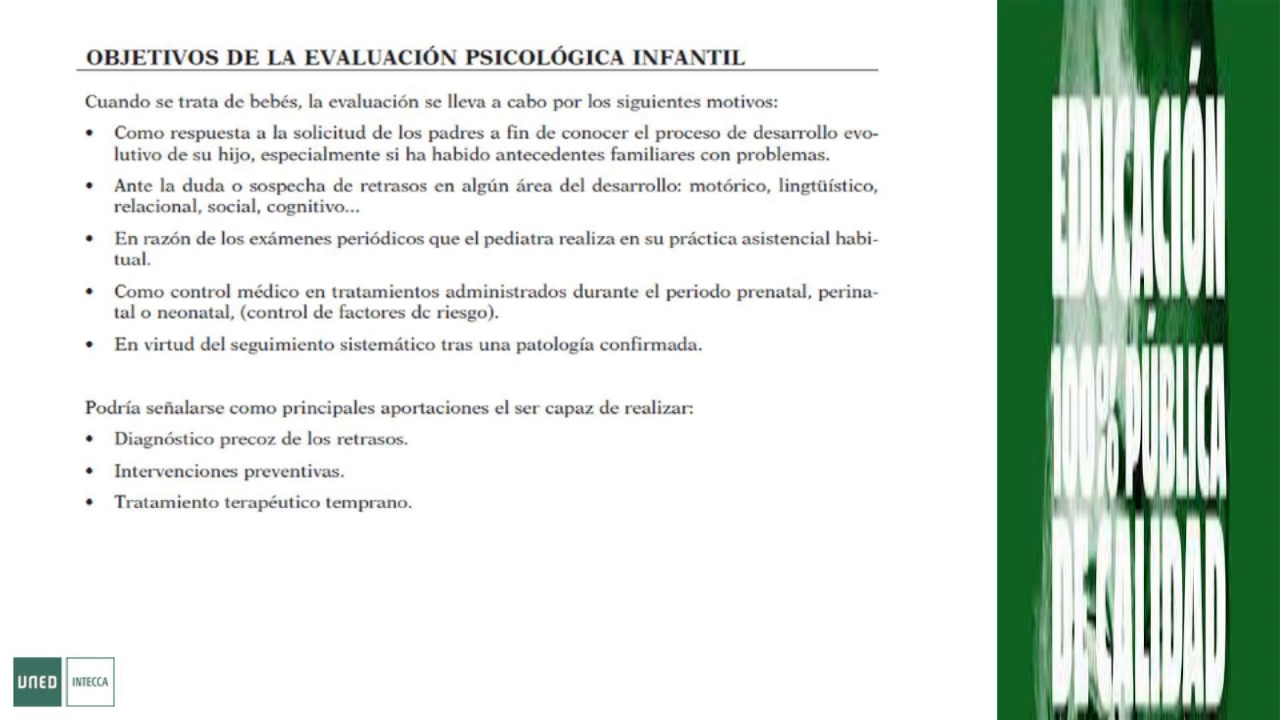 OBJETIVOS DE LA EVALUACIÓN PSICOLÓGICA INFANTIL
Cuando se trata de bebés, la evaluación se lleva a cabo por los siguientes motivos:
• Como respuesta a la solicitud de los padres a fin de conocer el proceso de desarrollo evo-
lutivo de su hijo, especialmente si ha habido antecedentes familiares con problemas.
• Ante la duda o sospecha de retrasos en algún área del desarrollo: motórico, lingtüístico,
relacional, social, cognitivo...
• En razón de los exámenes periódicos que el pediatra realiza en su práctica asistencial habi-
tual.
• Como control médico en tratamientos administrados durante el periodo prenatal, perina-
tal o neonatal, (control de factores dc riesgo).
• En virtud del seguimiento sistemático tras una patología confirmada.
Podría señalarse como principales aportaciones el ser capaz de realizar:
• Diagnóstico precoz de los retrasos.
• Intervenciones preventivas.
• Tratamiento terapéutico temprano.
UNED
INTECCA
EDUCACIÓN
100% PÚBLICA
DE CALIDAD